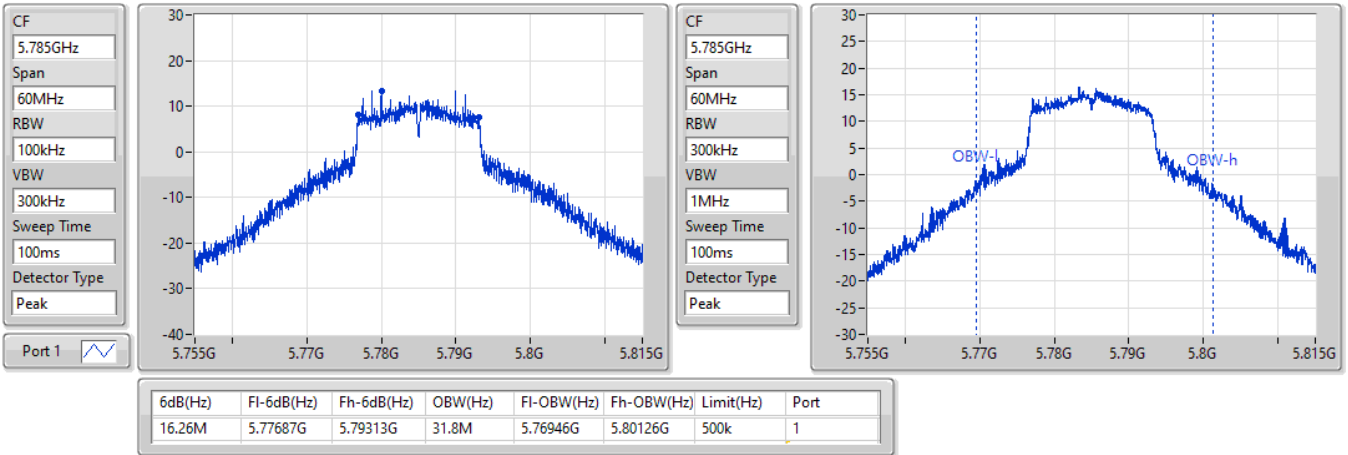 CF
5.785GHz
Span
60MHz
RBW
100kHz
VBW
300kHz
Sweep Time
100ms
Detector Type
Peak
Port 1
30
20
10
0
-10
-20
-30
-40
5.755G 5.77G 5.78G 5.79G 5.8G 5.815G
CF
5.785GHz
Span
60MHz
RBW
300kHz
VBW
1MHz
Sweep Time
100ms
Detector Type
Peak
30
25
20
15
10
5
0
-5
-10
-15
-20
-25
-30
OBW-l OBW-h
5.755G 5.77G 5.78G 5.79G 5.8G 5.815G
6dB(Hz) Fl-6dB(Hz) Fh-6dB(Hz) OBW(Hz) Fl-OBW(Hz) Fh-OBW(Hz) Limit(Hz) Port
16.26M 5.77687G 5.79313G 31.8M 5.76946G 5.80126G 500k 1